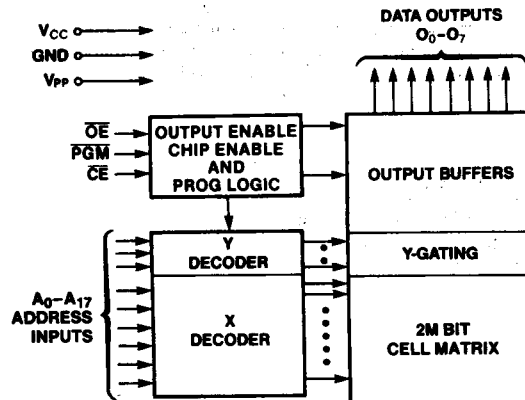 VCC
GND
VPP
DATA OUTPUTS
O0–O7
OE
PGM
CE
OUTPUT ENABLE
CHIP ENABLE
AND
PROG LOGIC
OUTPUT BUFFERS
Y
DECODER
Y-GATING
A0–A17
ADDRESS
INPUTS
X
DECODER
2M BIT
CELL MATRIX